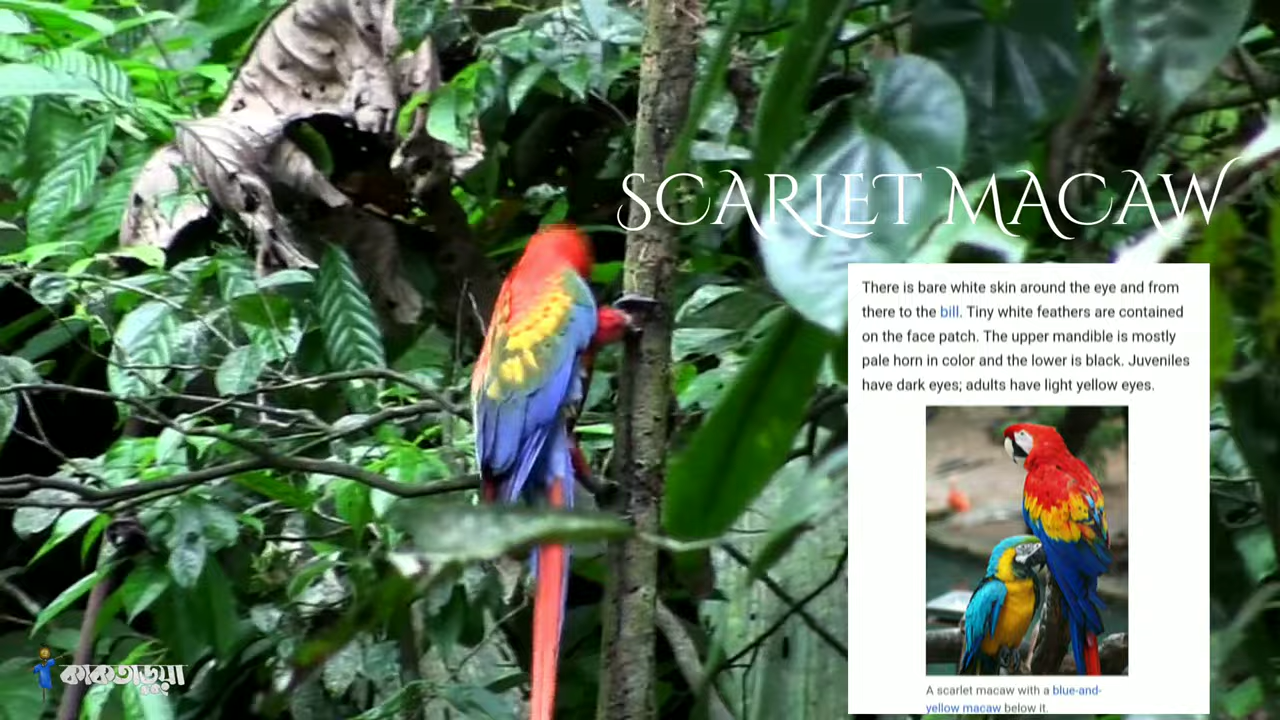 SCARLET MACAW
There is bare white skin around the eye and from
there to the bill. Tiny white feathers are contained
on the face patch. The upper mandible is mostly
pale horn in color and the lower is black. Juveniles
have dark eyes; adults have light yellow eyes.
A scarlet macaw with a blue-and-
yellow macaw below it.
কাকতাড়ুয়া